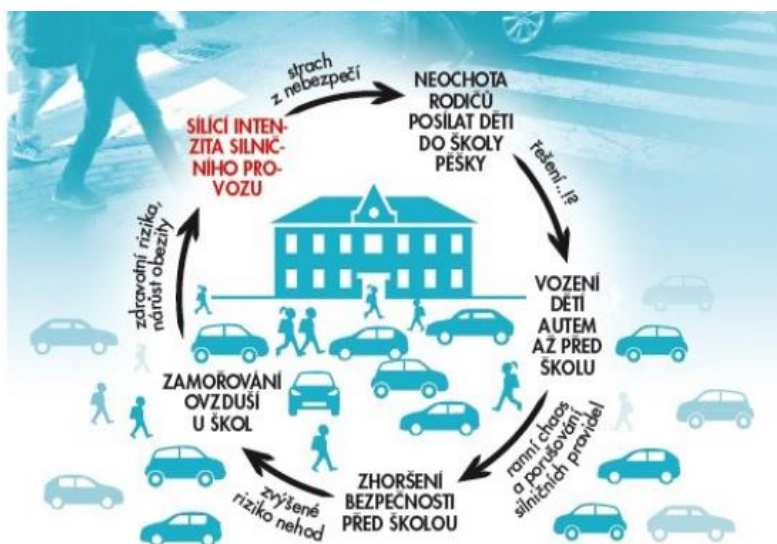 SÍLÍCÍ INTEN-
ZITA SILNIČ-
NÍHO PRO-
VOZU
strach
z nebezpečí
NEOCHOTA
RODIČŮ
POSÍLAT DĚTI
DO ŠKOLY
PĚŠKY
řešení..!?
VOZENÍ
DĚTÍ
AUTEM
AŽ PŘED
ŠKOLU
ranní chaos
a porušování
silničních pravidel
ZHORŠENÍ
BEZPEČNOSTI
PŘED ŠKOLOU
zvýšené
riziko nehod
ZAMOŘOVÁNÍ
OVZDUŠÍ
U ŠKOL
zdravotní rizika,
nárůst obezity